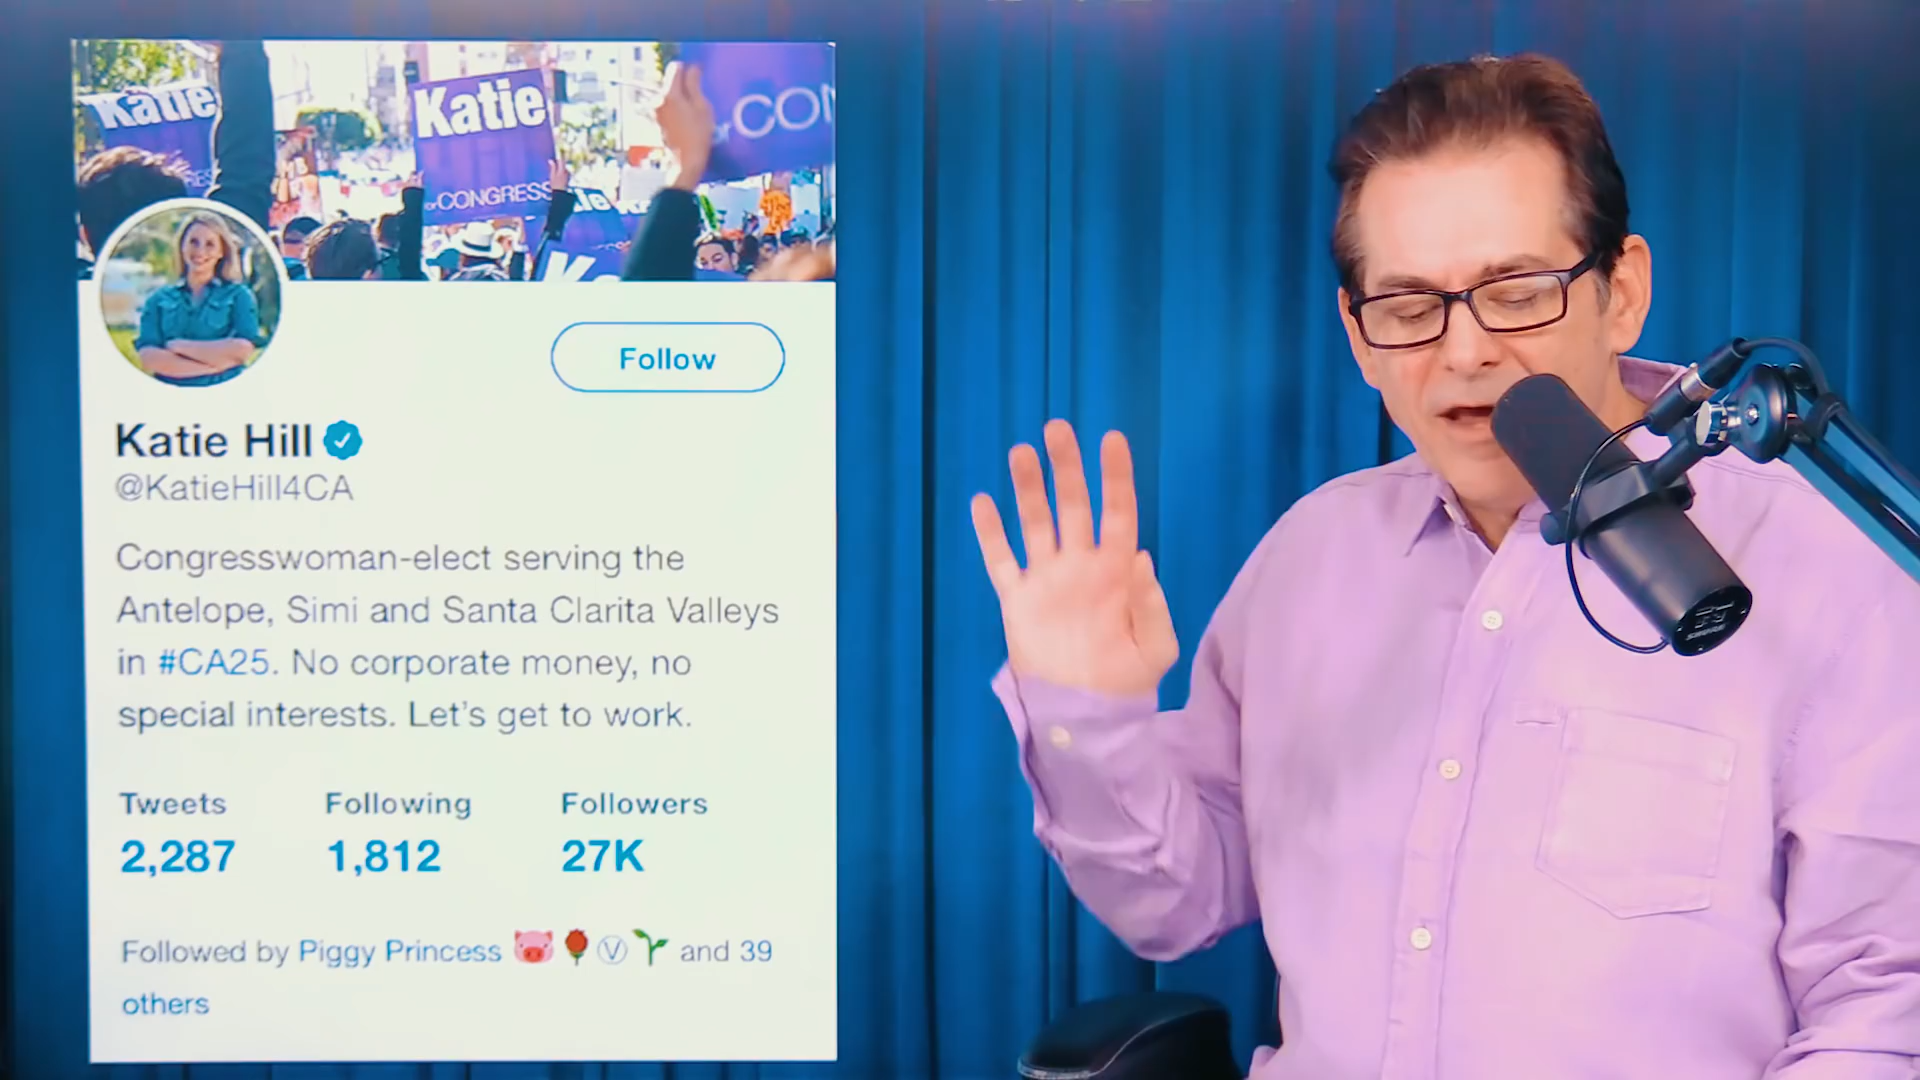 Katie
Katie
for CONGRESS
Follow
Katie Hill
@KatieHill4CA
Congresswoman-elect serving the
Antelope, Simi and Santa Clarita Valleys
in #CA25. No corporate money, no
special interests. Let's get to work.
Tweets Following Followers
2,287 1,812 27K
Followed by Piggy Princess 🐷🌹Ⓥ🌱 and 39
others
SHURE